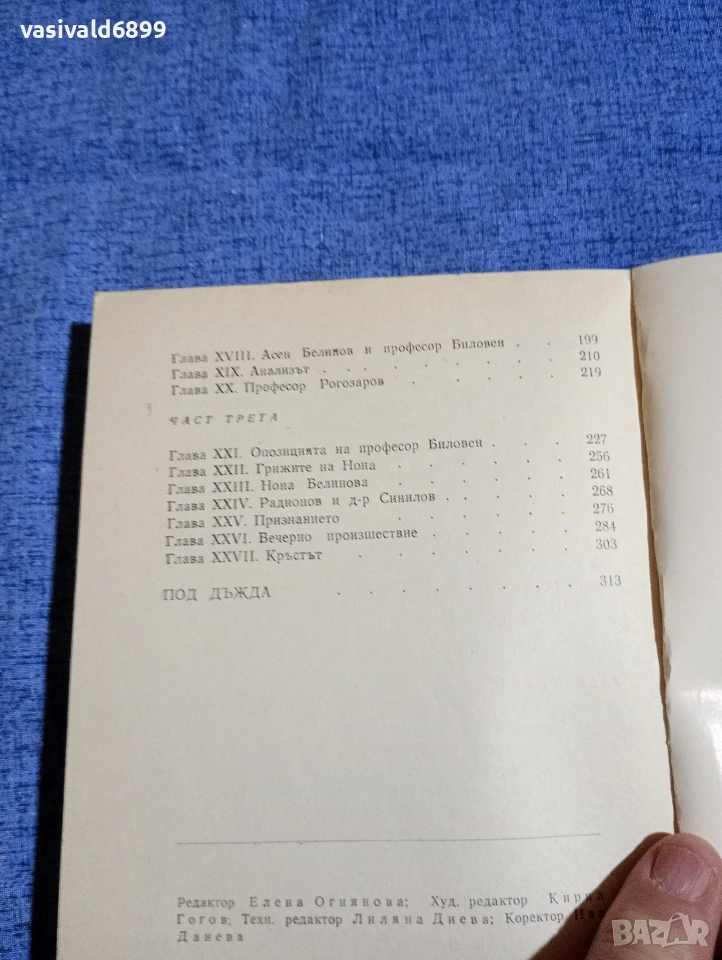 vasivald6899
Глава XVIII. Асен Белинов и професор Биловен . . 199
Глава XIX. Анализът . . . . . . . . 210
Глава XX. Професор Рогозаров . . . . . 219
ЧАСТ ТРЕТА
Глава XXI. Опозицията на професор Биловен . . . 227
Глава XXII. Грижите на Нона . . . . . 256
Глава XXIII. Нона Белинова . . . . . . 261
Глава XXIV. Радионов и д-р Синилов . . . . 268
Глава XXV. Признанието . . . . . . 276
Глава XXVI. Вечерно произшествие . . . . . 284
Глава XXVII. Кръстът . . . . . . . 303
ПОД ДЪЖДА . . . . . . . . 313
Редактор Елена Огнянова; Худ. редактор Кирил
Гогов; Техн. редактор Лиляна Диева; Коректор
Данева
BAZAR